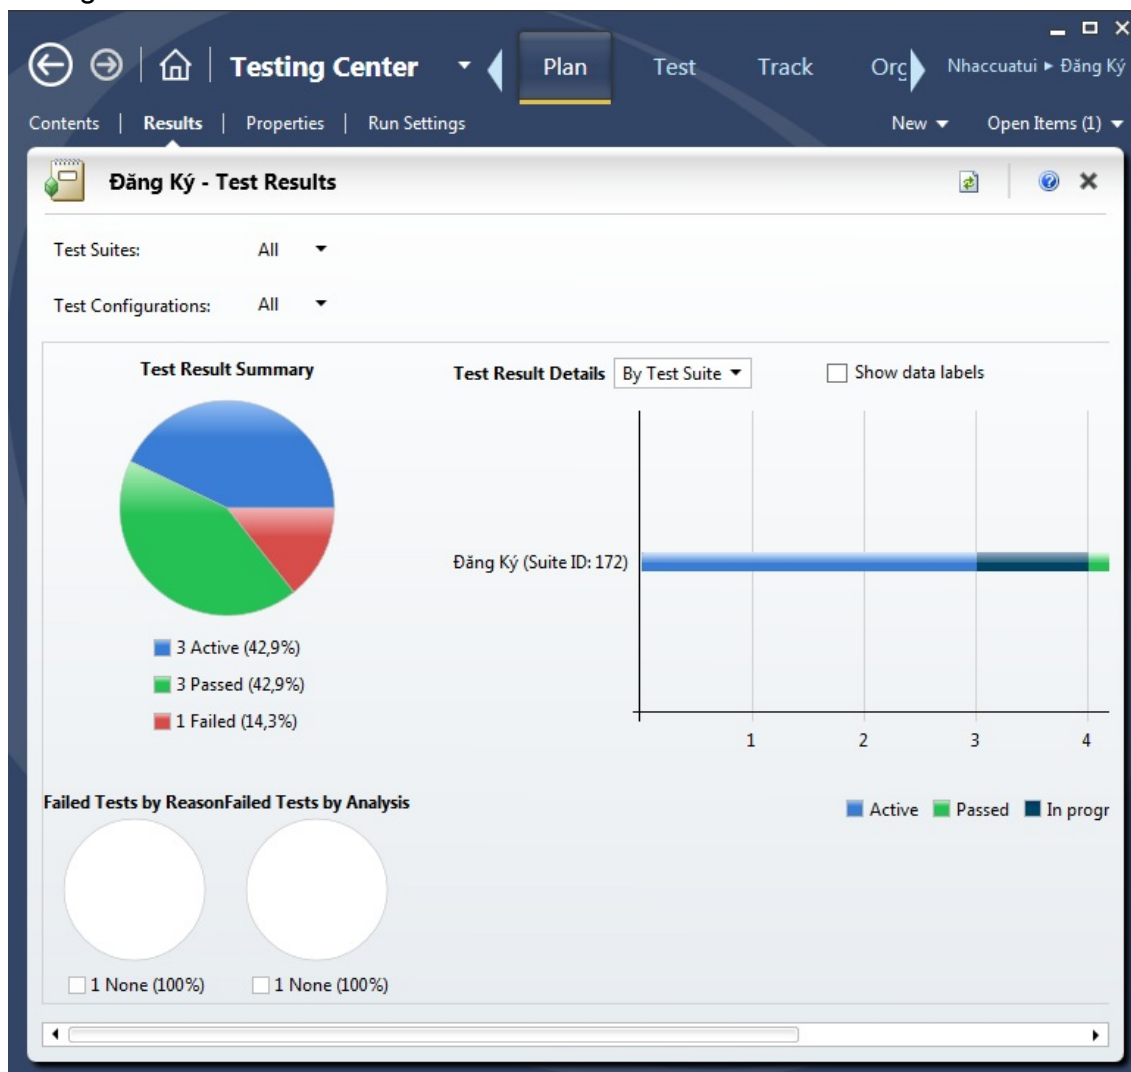 Testing Center Plan Test Track Org Nhaccuatui ► Đăng Ký
Contents | Results | Properties | Run Settings New Open Items (1)
Đăng Ký - Test Results
Test Suites: All
Test Configurations: All
Test Result Summary
3 Active (42,9%)
3 Passed (42,9%)
1 Failed (14,3%)
Test Result Details By Test Suite Show data labels
Đăng Ký (Suite ID: 172)
1 2 3 4
Active Passed In progr
Failed Tests by Reason
1 None (100%)
Failed Tests by Analysis
1 None (100%)